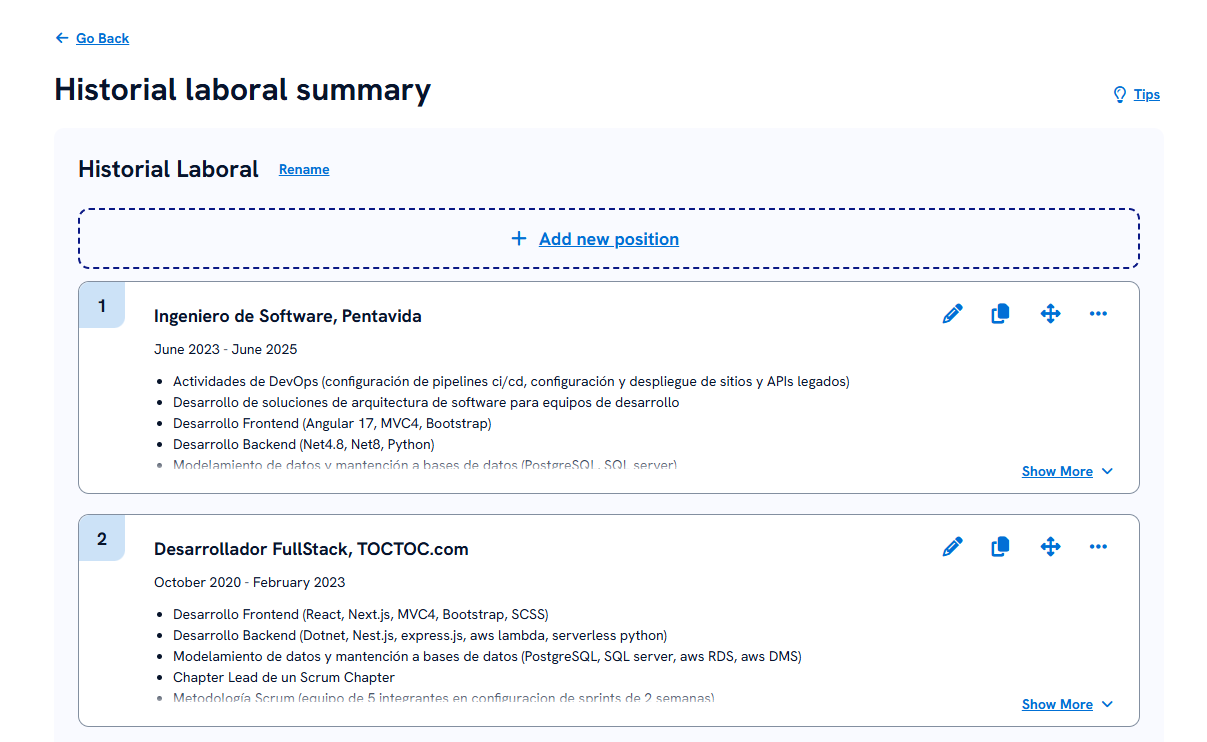 Go Back
Historial laboral summary
Tips
Historial Laboral Rename
Add new position
1
Ingeniero de Software, Pentavida
June 2023 - June 2025
Actividades de DevOps (configuración de pipelines ci/cd, configuración y despliegue de sitios y APIs legados)
Desarrollo de soluciones de arquitectura de software para equipos de desarrollo
Desarrollo Frontend (Angular 17, MVC4, Bootstrap)
Desarrollo Backend (Net4.8, Net8, Python)
Modelamiento de datos y mantención a bases de datos (PostgreSQL, SQL server)
Show More
2
Desarrollador FullStack, TOCTOC.com
October 2020 - February 2023
Desarrollo Frontend (React, Next.js, MVC4, Bootstrap, SCSS)
Desarrollo Backend (Dotnet, Nest.js, express.js, aws lambda, serverless python)
Modelamiento de datos y mantención a bases de datos (PostgreSQL, SQL server, aws RDS, aws DMS)
Chapter Lead de un Scrum Chapter
Metodología Scrum (equipo de 5 integrantes en configuracion de sprints de 2 semanas)
Show More